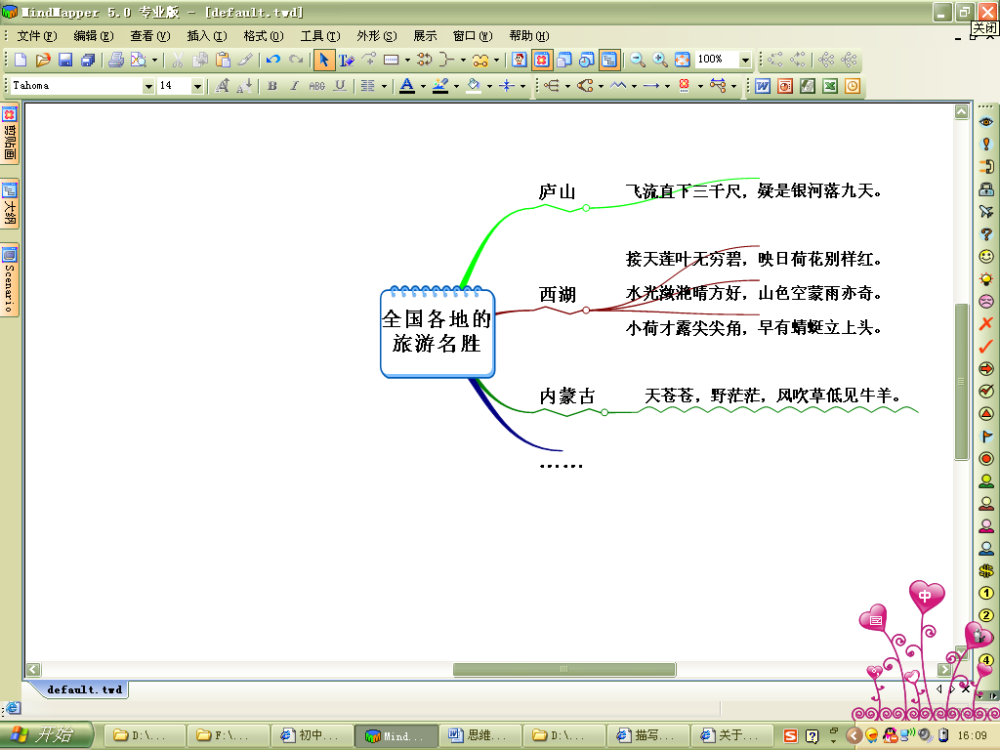 MindMapper 5.0 专业版 - [default.twd]
关闭
文件(F) 编辑(E) 查看(V) 插入(I) 格式(O) 工具(T) 外形(S) 展示 窗口(W) 帮助(H)
100%
Tahoma 14 B I ABG U A
剪贴画
大纲
Scenario
庐山 飞流直下三千尺，疑是银河落九天。
接天莲叶无穷碧，映日荷花别样红。
西湖 水光潋滟晴方好，山色空蒙雨亦奇。
小荷才露尖尖角，早有蜻蜓立上头。
全国各地的
旅游名胜
内蒙古 天苍苍，野茫茫，风吹草低见牛羊。
……
中
1
2
4
default.twd
开始 D:\... F:\... 初中... Mind... 思维... D:\... 描写... 关于... 16:09